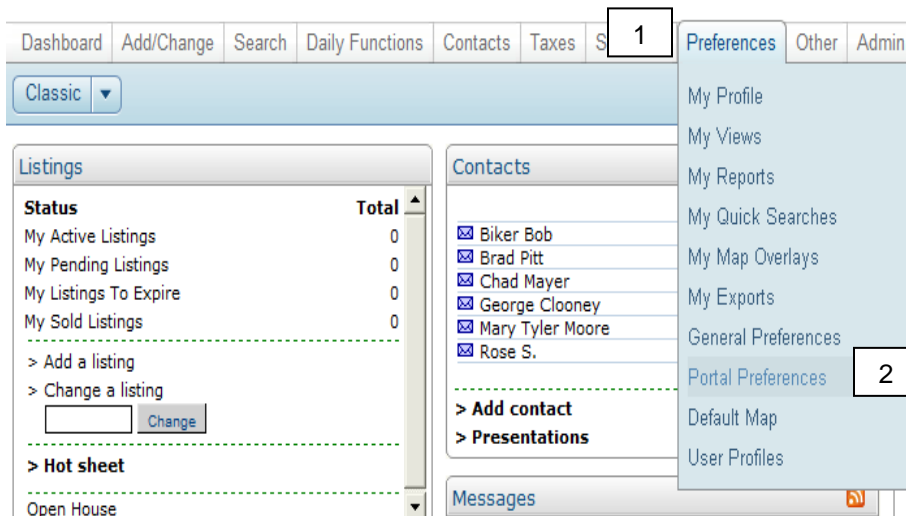 Dashboard Add/Change Search Daily Functions Contacts Taxes S 1 Preferences Other Admin
Classic
Listings
Status Total
My Active Listings 0
My Pending Listings 0
My Listings To Expire 0
My Sold Listings 0
> Add a listing
> Change a listing
Change
> Hot sheet
Open House
Contacts
Biker Bob
Brad Pitt
Chad Mayer
George Clooney
Mary Tyler Moore
Rose S.
> Add contact
> Presentations
Messages
My Profile
My Views
My Reports
My Quick Searches
My Map Overlays
My Exports
General Preferences
Portal Preferences 2
Default Map
User Profiles